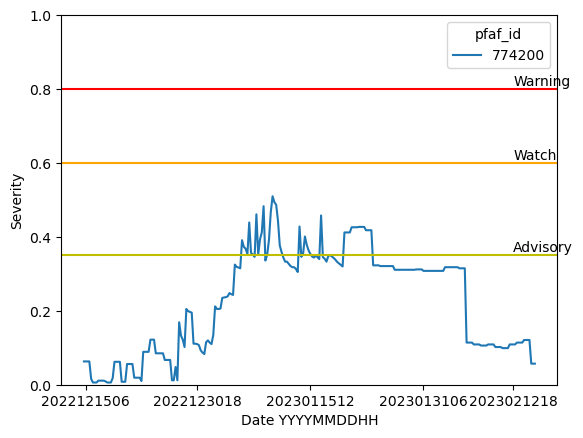 pfaf_id
774200
Warning
Watch
Advisory
Severity
1.0
0.8
0.6
0.4
0.2
0.0
2022121506 2022123018 2023011512 2023013106 2023021218
Date YYYYMMDDHH